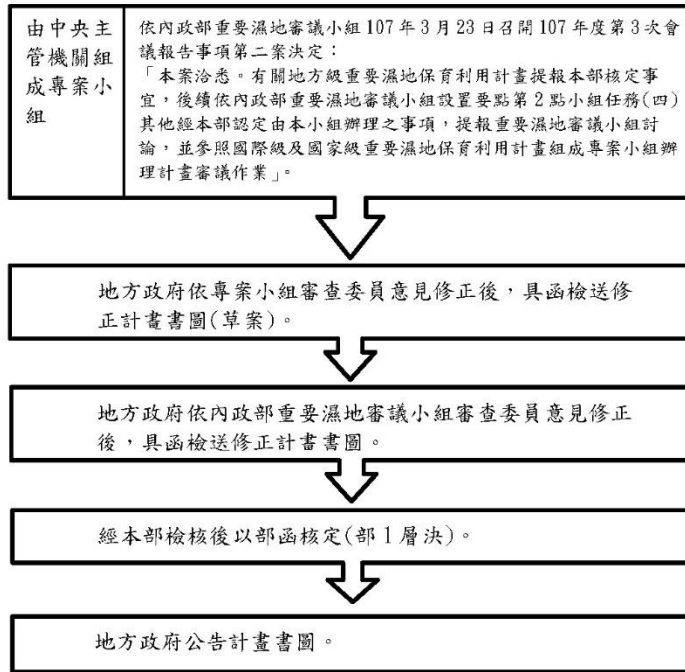 由中央主
管機關組
成專案小
組
依內政部重要濕地審議小組 107 年 3 月 23 日召開 107 年度第 3 次會
議報告事項第二案決定：
「本案洽悉。有關地方級重要濕地保育利用計畫提報本部核定事
宜，後續依內政部重要濕地審議小組設置要點第 2 點小組任務(四)
其他經本部認定由本小組辦理之事項，提報重要濕地審議小組討
論，並參照國際級及國家級重要濕地保育利用計畫組成專案小組辦
理計畫審議作業」。
地方政府依專案小組審查委員意見修正後，具函檢送修
正計畫書圖(草案)。
地方政府依內政部重要濕地審議小組審查委員意見修正
後，具函檢送修正計畫書圖。
經本部檢核後以部函核定(部 1 層決)。
地方政府公告計畫書圖。